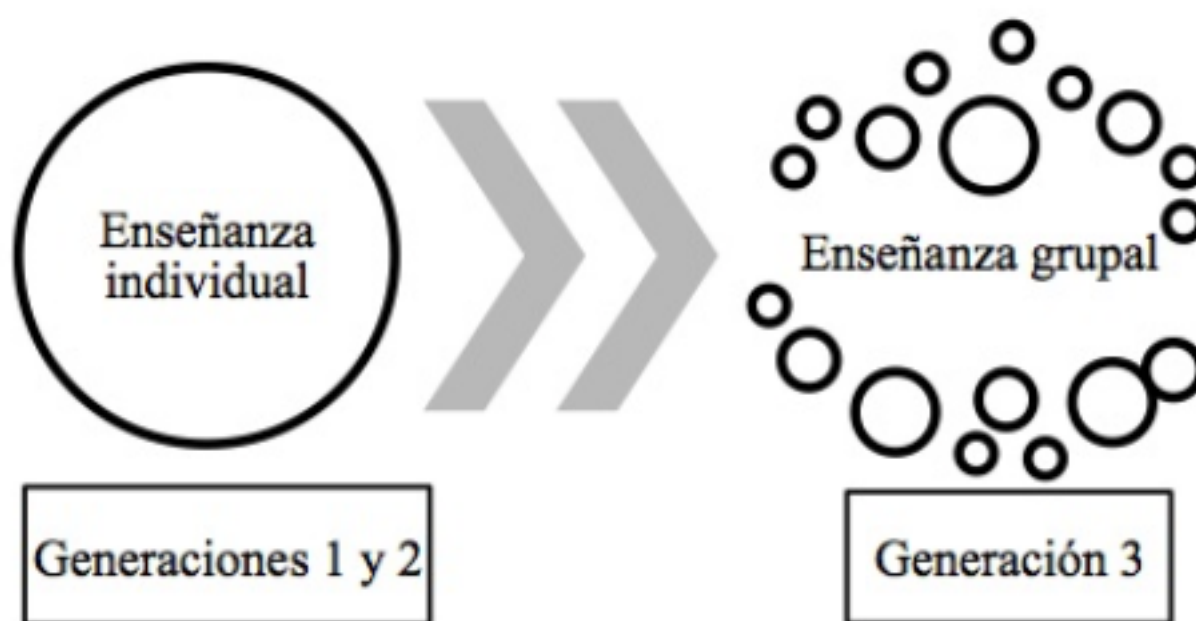 Enseñanza
individual
Enseñanza grupal
Generaciones 1 y 2
Generación 3